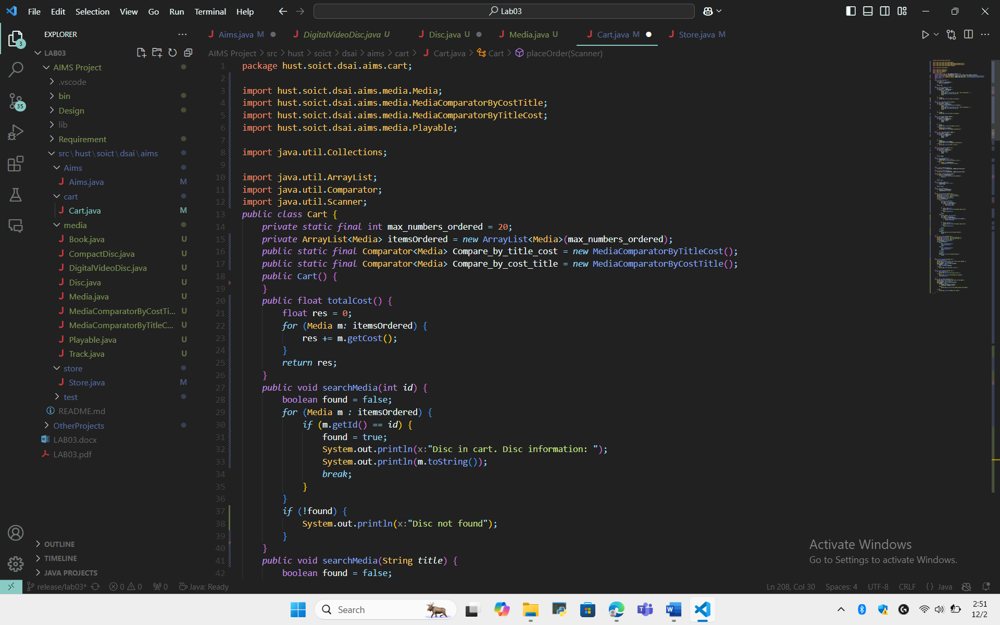 File Edit Selection View Go Run Terminal Help
Lab03
EXPLORER
LAB03
AIMS Project
.vscode
bin
Design
lib
Requirement
src\hust\soict\dsai\aims
Aims
Aims.java M
cart
Cart.java M
media
Book.java U
CompactDisc.java U
DigitalVideoDisc.java U
Disc.java U
Media.java U
MediaComparatorByCostTi... U
MediaComparatorByTitleC... U
Playable.java U
Track.java U
store
Store.java M
test
README.md
OtherProjects
LAB03.docx
LAB03.pdf
OUTLINE
TIMELINE
JAVA PROJECTS
3
35
Aims.java M DigitalVideoDisc.java U Disc.java U Media.java U Cart.java M Store.java M
AIMS Project > src > hust > soict > dsai > aims > cart > Cart.java > Cart > placeOrder(Scanner)
1 package hust.soict.dsai.aims.cart;
2
3 import hust.soict.dsai.aims.media.Media;
4 import hust.soict.dsai.aims.media.MediaComparatorByCostTitle;
5 import hust.soict.dsai.aims.media.MediaComparatorByTitleCost;
6 import hust.soict.dsai.aims.media.Playable;
7
8 import java.util.Collections;
9
10 import java.util.ArrayList;
11 import java.util.Comparator;
12 import java.util.Scanner;
13 public class Cart {
14 private static final int max_numbers_ordered = 20;
15 private ArrayList<Media> itemsOrdered = new ArrayList<Media>(max_numbers_ordered);
16 public static final Comparator<Media> Compare_by_title_cost = new MediaComparatorByTitleCost();
17 public static final Comparator<Media> Compare_by_cost_title = new MediaComparatorByCostTitle();
18 public Cart() {
19 }
20 public float totalCost() {
21 float res = 0;
22 for (Media m: itemsOrdered) {
23 res += m.getCost();
24 }
25 return res;
26 }
27 public void searchMedia(int id) {
28 boolean found = false;
29 for (Media m : itemsOrdered) {
30 if (m.getId() == id) {
31 found = true;
32 System.out.println(x:"Disc in cart. Disc information: ");
33 System.out.println(m.toString());
34 break;
35 }
36 }
37 if (!found) {
38 System.out.println(x:"Disc not found");
39 }
40 }
41 public void searchMedia(String title) {
42 boolean found = false;
Activate Windows
Go to Settings to activate Windows.
release/lab03* 0 0 0 Java: Ready Ln 208, Col 30 Spaces: 4 UTF-8 CRLF {} Java
Search
2:51
12/2